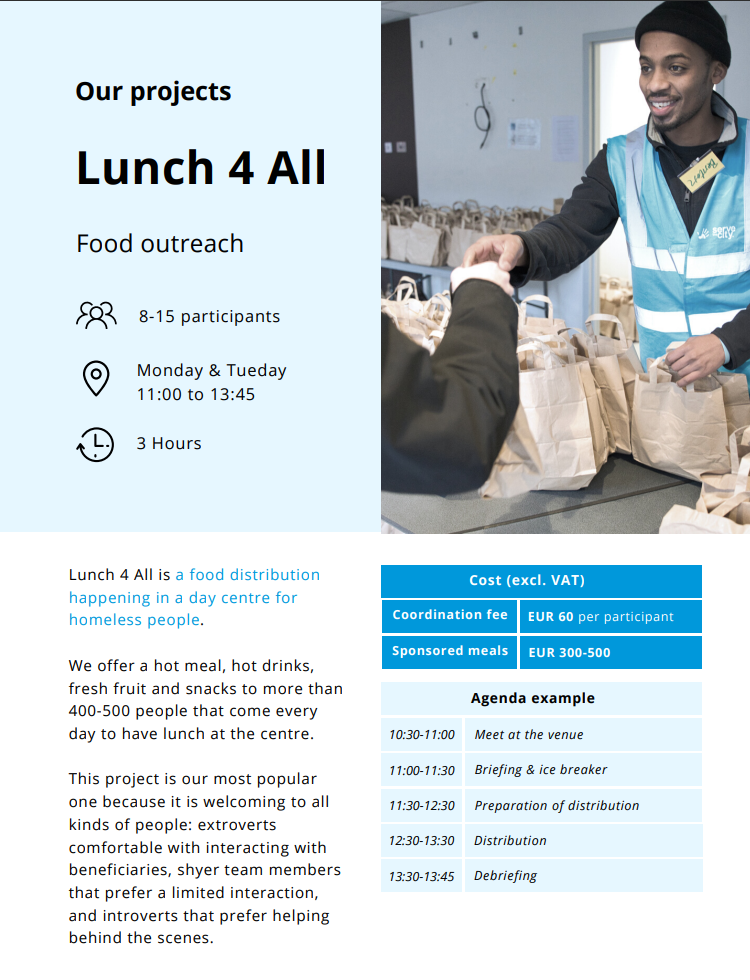 Our projects
Lunch 4 All
Food outreach
8-15 participants
Monday & Tueday
11:00 to 13:45
3 Hours
serve
city
Lunch 4 All is a food distribution
happening in a day centre for
homeless people.
We offer a hot meal, hot drinks,
fresh fruit and snacks to more than
400-500 people that come every
day to have lunch at the centre.
This project is our most popular
one because it is welcoming to all
kinds of people: extroverts
comfortable with interacting with
beneficiaries, shyer team members
that prefer a limited interaction,
and introverts that prefer helping
behind the scenes.
Cost (excl. VAT)
Coordination fee EUR 60 per participant
Sponsored meals EUR 300-500
Agenda example
10:30-11:00 Meet at the venue
11:00-11:30 Briefing & ice breaker
11:30-12:30 Preparation of distribution
12:30-13:30 Distribution
13:30-13:45 Debriefing